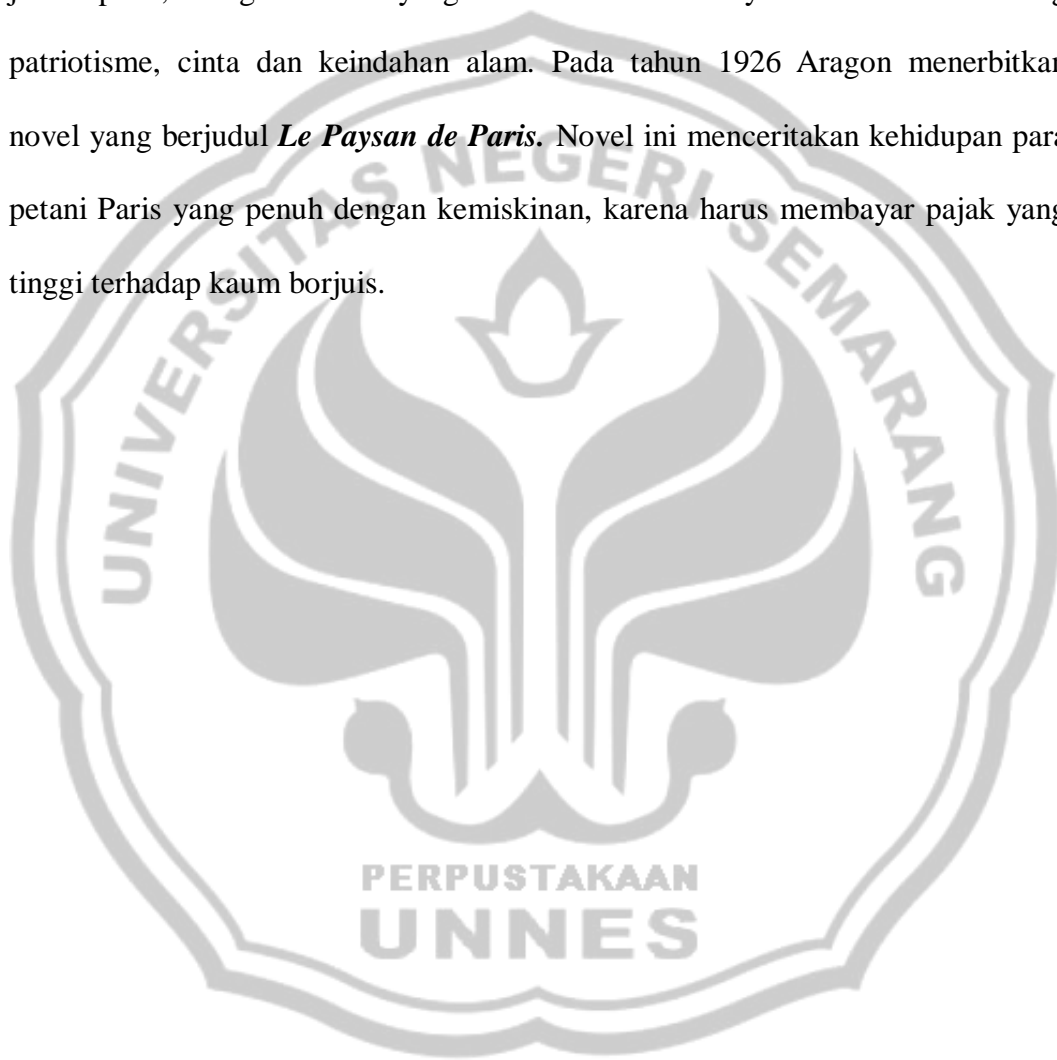 patriotisme, cinta dan keindahan alam. Pada tahun 1926 Aragon menerbitkan
novel yang berjudul Le Paysan de Paris. Novel ini menceritakan kehidupan para
petani Paris yang penuh dengan kemiskinan, karena harus membayar pajak yang
tinggi terhadap kaum borjuis.
UNIVERSITAS NEGERI SEMARANG
PERPUSTAKAAN
UNNES